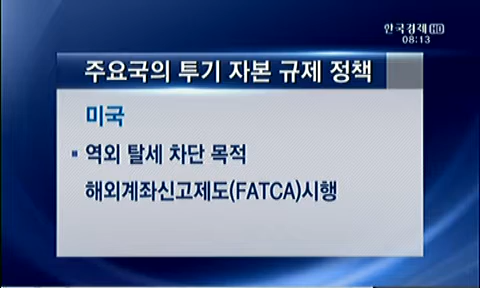 한국경제 HD
08:13
주요국의 투기 자본 규제 정책
미국
▪ 역외 탈세 차단 목적
해외계좌신고제도(FATCA)시행